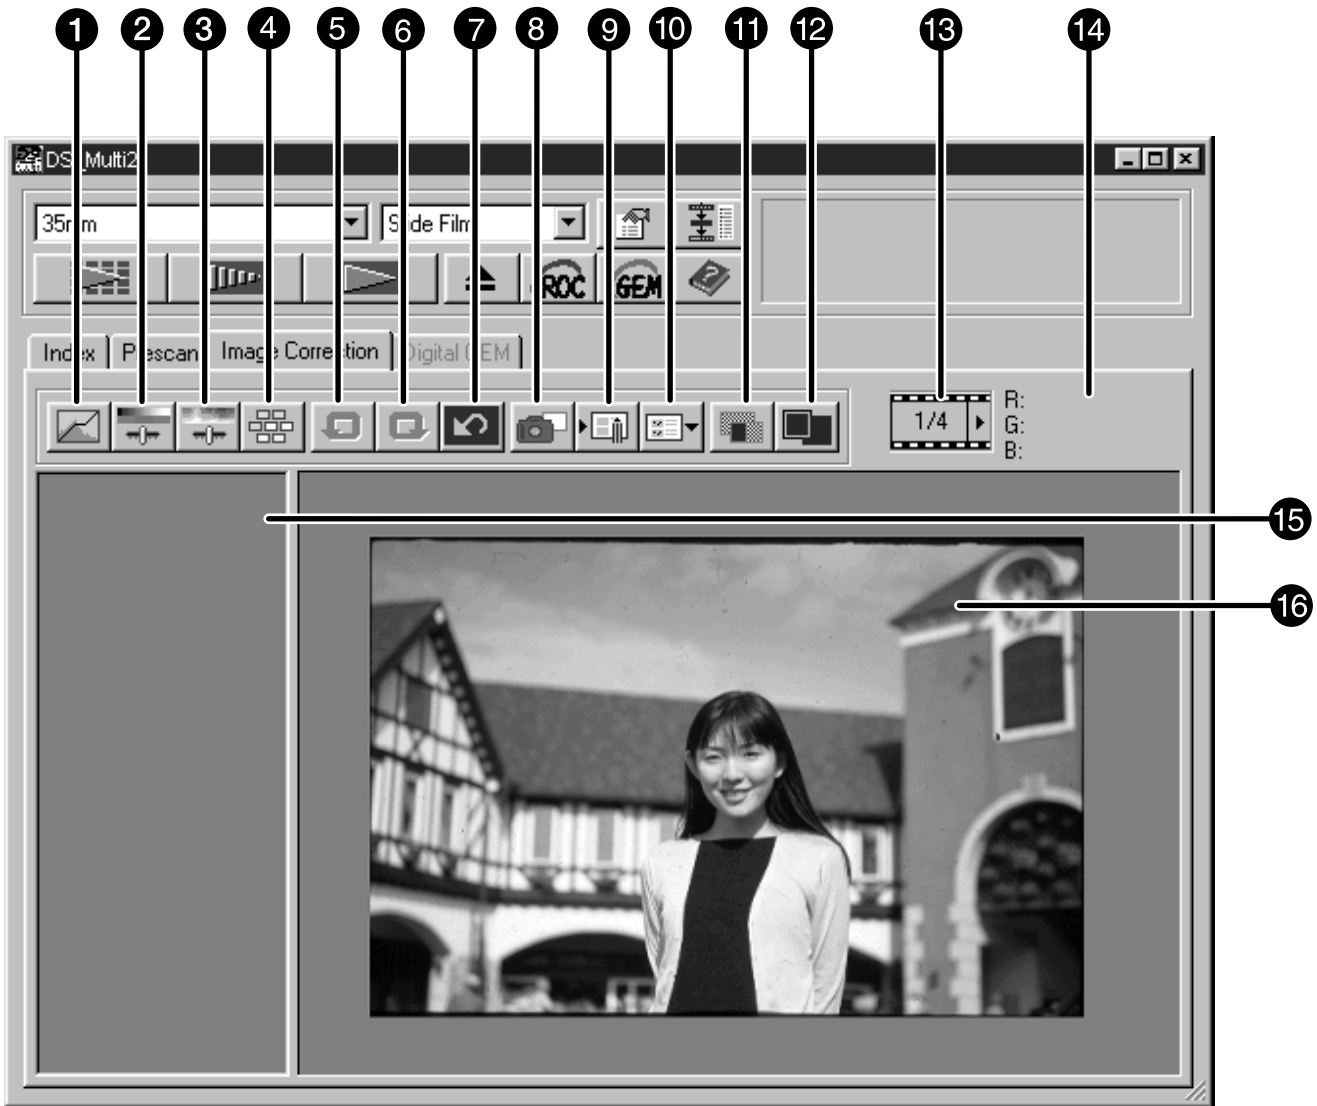 1 2 3 4 5 6 7 8 9 10 11 12 13 14
DS_Multi2
35mm Slide Film
ROC GEM ?
Index Prescan Image Correction Digital GEM
1/4
R:
G:
B:
15
16